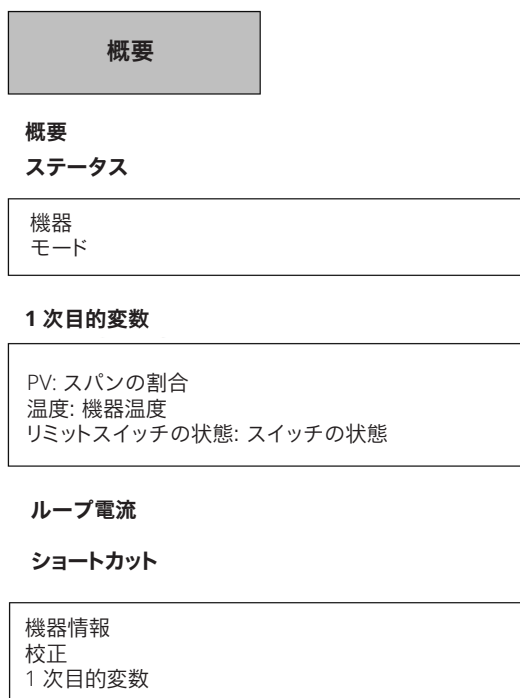 概要
概要
ステータス
機器
モード
1 次目的変数
PV: スパンの割合
温度: 機器温度
リミットスイッチの状態: スイッチの状態
ループ電流
ショートカット
機器情報
校正
1 次目的変数